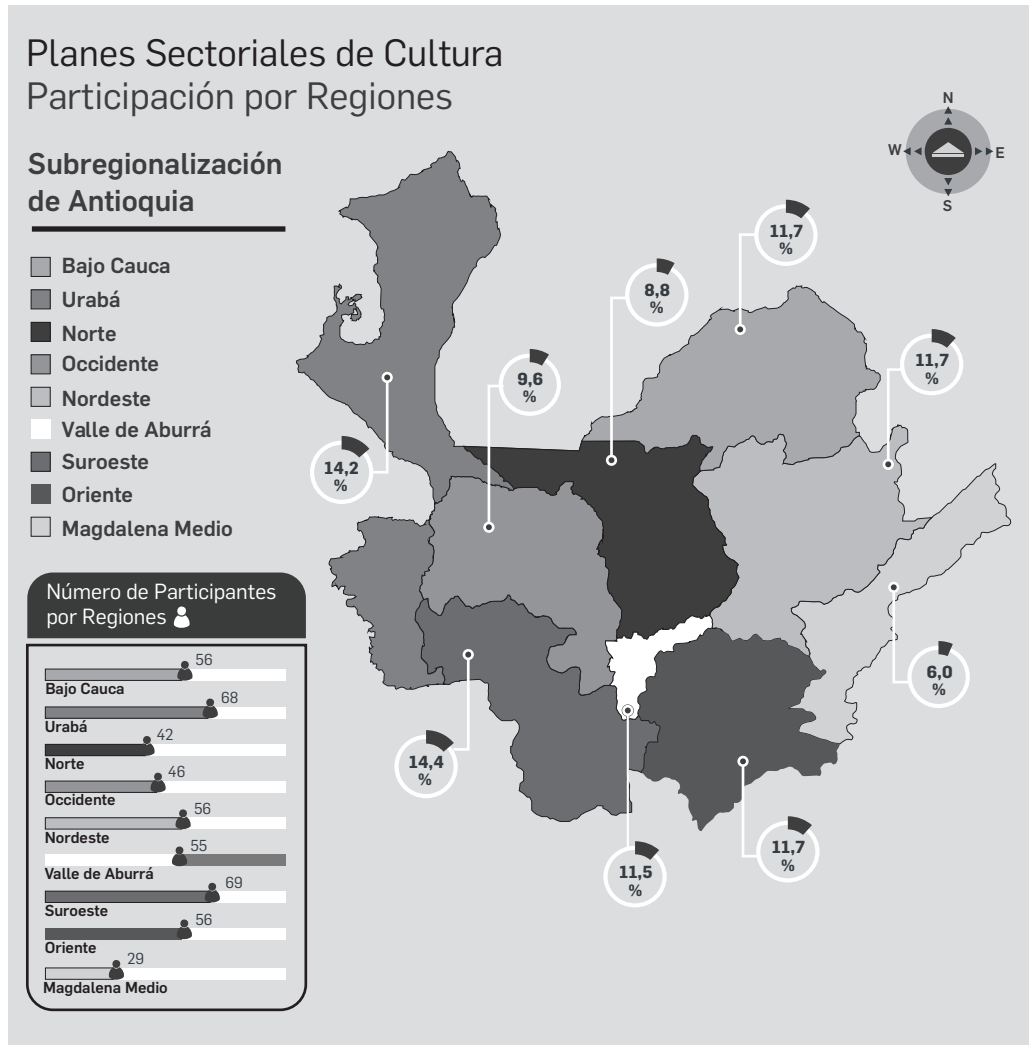 Planes Sectoriales de Cultura
Participación por Regiones
N
W
E
S
Subregionalización
de Antioquia
Bajo Cauca
Urabá
Norte
Occidente
Nordeste
Valle de Aburrá
Suroeste
Oriente
Magdalena Medio
11,7
%
8,8
%
11,7
%
9,6
%
14,2
%
6,0
%
14,4
%
11,7
%
11,5
%
Número de Participantes
por Regiones
56
Bajo Cauca
68
Urabá
42
Norte
46
Occidente
56
Nordeste
55
Valle de Aburrá
69
Suroeste
56
Oriente
29
Magdalena Medio